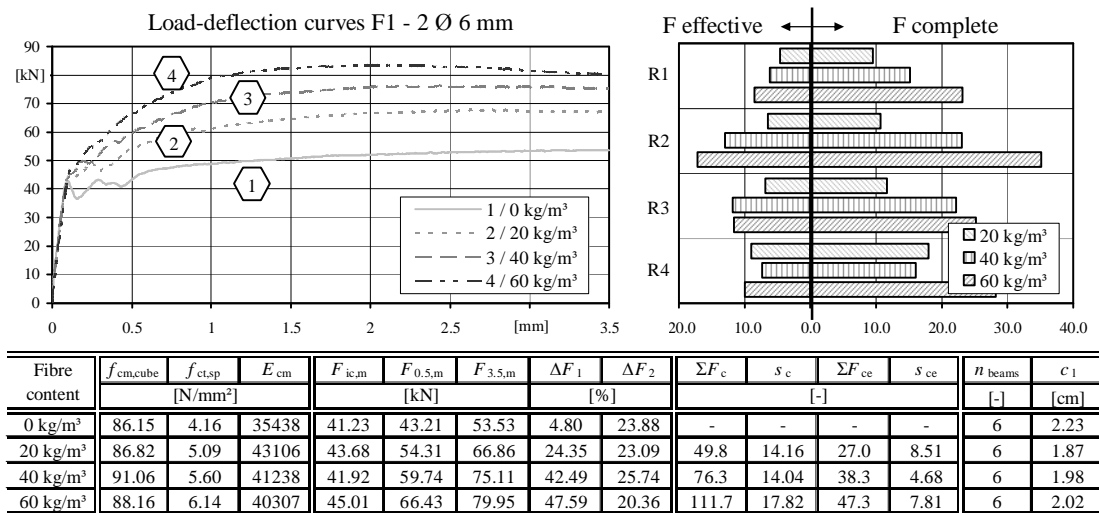 Load-deflection curves F1 - 2 Ø 6 mm
90
[kN]
70
60
50
40
30
20
10
0
4
3
2
1
1 / 0 kg/m³
2 / 20 kg/m³
3 / 40 kg/m³
4 / 60 kg/m³
0 0.5 1 1.5 2 2.5 [mm] 3.5
F effective F complete
R1
R2
R3
R4
20 kg/m³
40 kg/m³
60 kg/m³
20.0 10.0 0.0 10.0 20.0 30.0 40.0
Fibre content f cm,cube f ct,sp E cm F ic,m F 0.5,m F 3.5,m ΔF 1 ΔF 2 ΣF c s c ΣF ce s ce n beams c 1
[N/mm²] [kN] [%] [-] [-] [cm]
0 kg/m³ 86.15 4.16 35438 41.23 43.21 53.53 4.80 23.88 - - - - 6 2.23
20 kg/m³ 86.82 5.09 43106 43.68 54.31 66.86 24.35 23.09 49.8 14.16 27.0 8.51 6 1.87
40 kg/m³ 91.06 5.60 41238 41.92 59.74 75.11 42.49 25.74 76.3 14.04 38.3 4.68 6 1.98
60 kg/m³ 88.16 6.14 40307 45.01 66.43 79.95 47.59 20.36 111.7 17.82 47.3 7.81 6 2.02